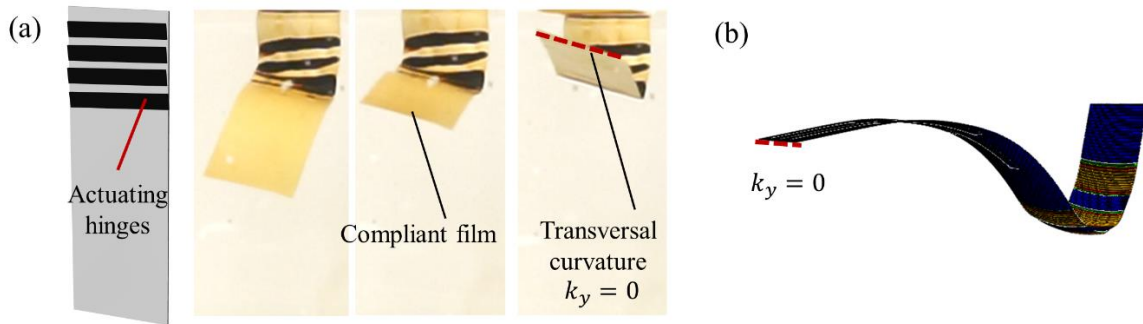 (a)
Actuating
hinges
Compliant film
Transversal
curvature
k_y = 0
(b)
k_y = 0